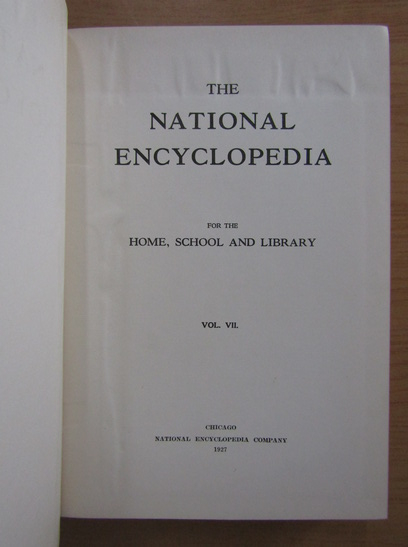 THE
NATIONAL
ENCYCLOPEDIA
FOR THE
HOME, SCHOOL AND LIBRARY
VOL. VII.
CHICAGO
NATIONAL ENCYCLOPEDIA COMPANY
1927